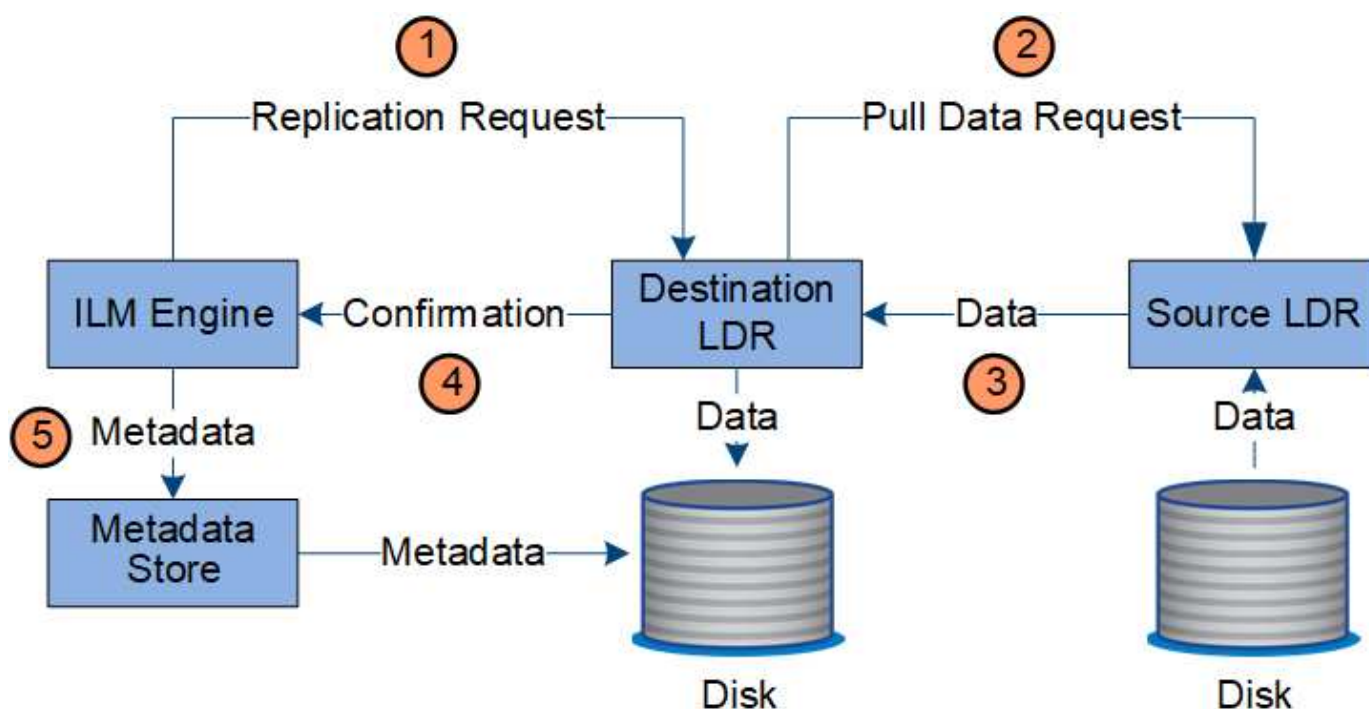 1
2
Replication Request
Pull Data Request
ILM Engine
Confirmation
Destination
LDR
Data
Source LDR
4
3
5
Metadata
Data
Data
Metadata
Store
Metadata
Disk
Disk